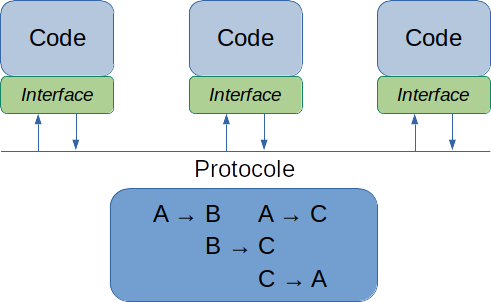 Code Code Code
Interface Interface Interface
Protocole
A → B A → C
B → C
C → A